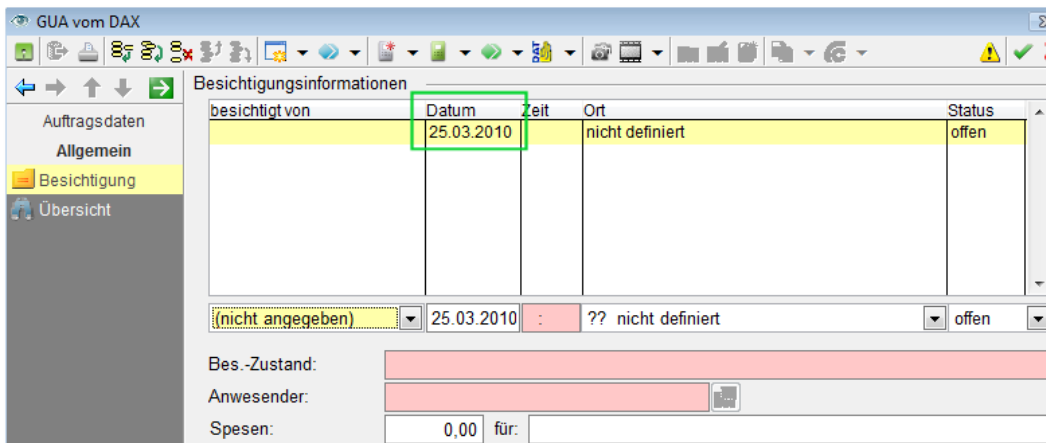 GUA vom DAX
Besichtigungsinformationen
besichtigt von Datum Zeit Ort Status
25.03.2010 nicht definiert offen
Auftragsdaten
Allgemein
Besichtigung
Übersicht
(nicht angegeben) 25.03.2010 : ?? nicht definiert offen
Bes.-Zustand:
Anwesender:
Spesen: 0,00 für: